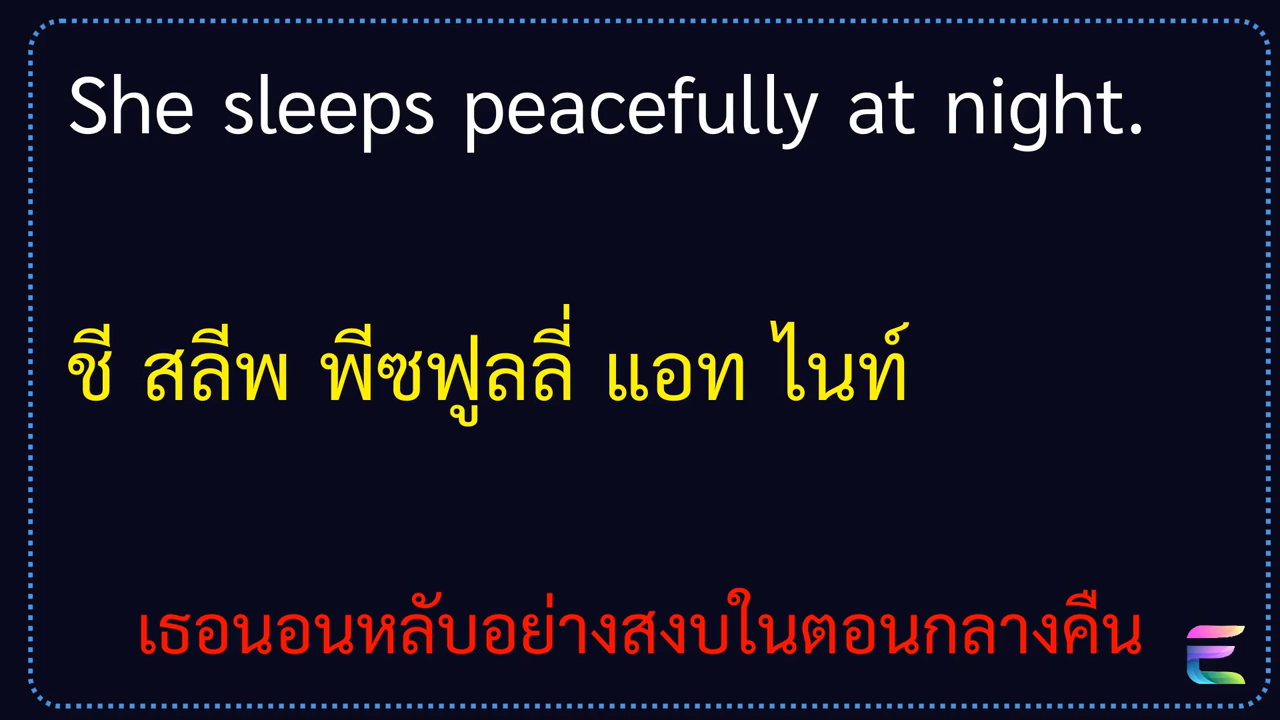 She sleeps peacefully at night.
ชี สลีพ พีซฟูลลี่ แอท ไนท์
เธอนอนหลับอย่างสงบในตอนกลางคืน